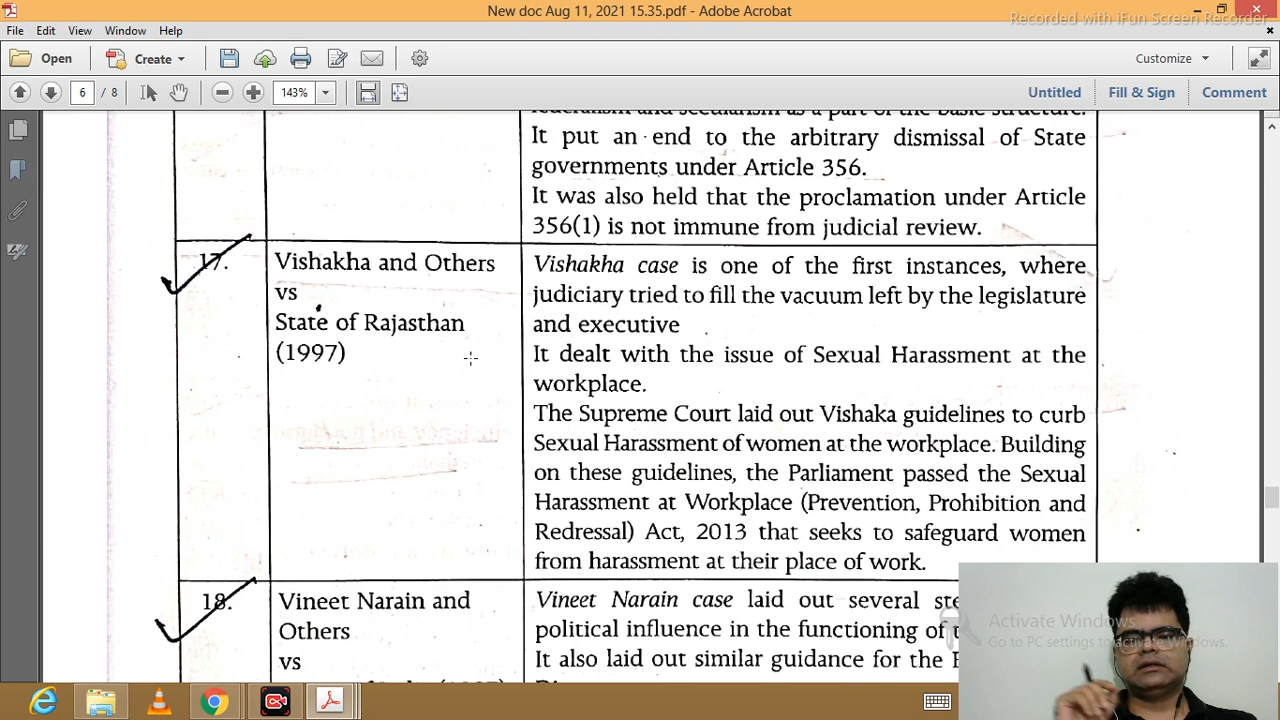 New doc Aug 11, 2021 15.35.pdf - Adobe Acrobat
Recorded with iFun Screen Recorder
File Edit View Window Help
Open Create Customize
6 / 8 143% Untitled Fill & Sign Comment
federalism and secularism as a part of the basic structure.
It put an end to the arbitrary dismissal of State
governments under Article 356.
It was also held that the proclamation under Article
356(1) is not immune from judicial review.
17.
Vishakha and Others
vs
State of Rajasthan
(1997)
Vishakha case is one of the first instances, where
judiciary tried to fill the vacuum left by the legislature
and executive
It dealt with the issue of Sexual Harassment at the
workplace.
The Supreme Court laid out Vishaka guidelines to curb
Sexual Harassment of women at the workplace. Building
on these guidelines, the Parliament passed the Sexual
Harassment at Workplace (Prevention, Prohibition and
Redressal) Act, 2013 that seeks to safeguard women
from harassment at their place of work.
18.
Vineet Narain and
Others
vs
Vineet Narain case laid out several
political influence in the functioning of
It also laid out similar guidance for the
Activate Windows
Go to PC settings to activate Windows.